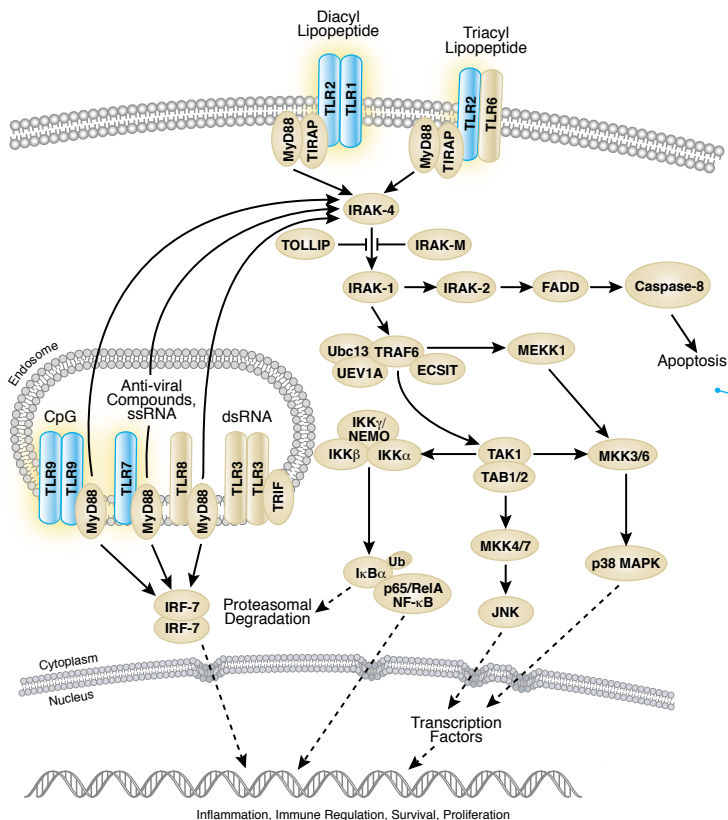 Diacyl
Lipopeptide
Triacyl
Lipopeptide
TLR2
TLR1
TLR2
TLR6
MyD88
TIRAP
MyD88
TIRAP
IRAK-4
TOLLIP
IRAK-M
IRAK-1
IRAK-2
FADD
Caspase-8
Apoptosis
Ubc13
TRAF6
UEV1A
ECSIT
MEKK1
Endosome
Anti-viral
Compounds,
ssRNA
CpG
dsRNA
TLR9
TLR9
MyD88
TLR7
MyD88
TLR8
MyD88
TLR3
TLR3
TRIF
IKKγ/
NEMO
IKKβ
IKKα
TAK1
TAB1/2
MKK3/6
MKK4/7
p38 MAPK
IκBα
Ub
p65/RelA
NF-κB
JNK
Proteasomal
Degradation
IRF-7
IRF-7
Cytoplasm
Nucleus
Transcription
Factors
Inflammation, Immune Regulation, Survival, Proliferation